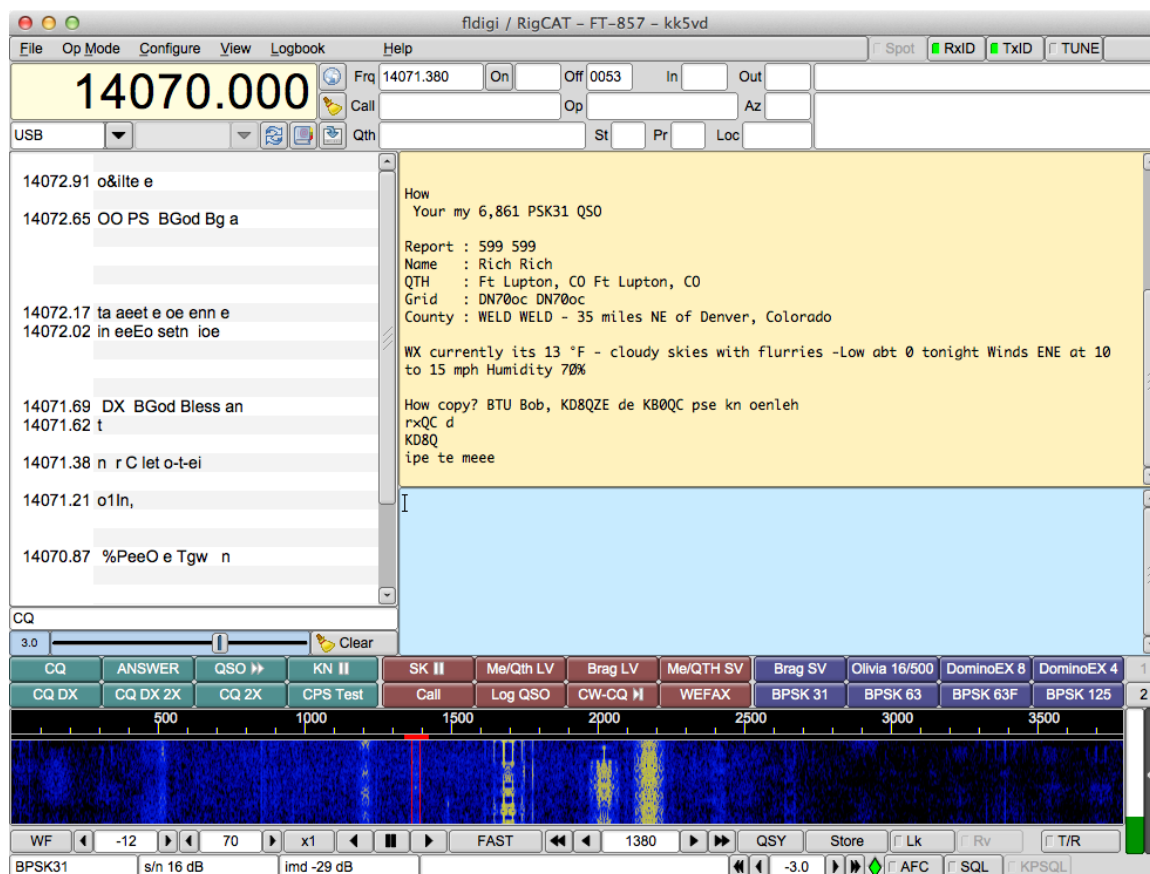 fldigi / RigCAT - FT-857 - kk5vd
File Op Mode Configure View Logbook Help Spot RxID TxID TUNE
14070.000 Frq 14071.380 On Off 0053 In Out
Call Op Az
USB Qth St Pr Loc
14072.91 o&ilte e
14072.65 OO PS BGod Bg a
14072.17 ta aeet e oe enn e
14072.02 in eeEo setn ioe
14071.69 DX BGod Bless an
14071.62 t
14071.38 n r C let o-t-ei
14071.21 o1In,
14070.87 %PeeO e Tgw n
CQ
3.0 Clear
How
Your my 6,861 PSK31 QSO
Report : 599 599
Name : Rich Rich
QTH : Ft Lupton, CO Ft Lupton, CO
Grid : DN70oc DN70oc
County : WELD WELD - 35 miles NE of Denver, Colorado
WX currently its 13 °F - cloudy skies with flurries -Low abt 0 tonight Winds ENE at 10
to 15 mph Humidity 70%
How copy? BTU Bob, KD8QZE de KB0QC pse kn oenleh
rxQC d
KD8Q
ipe te meee
CQ ANSWER QSO KN SK Me/Qth LV Brag LV Me/QTH SV Brag SV Olivia 16/500 DominoEX 8 DominoEX 4 1
CQ DX CQ DX 2X CQ 2X CPS Test Call Log QSO CW-CQ WEFAX BPSK 31 BPSK 63 BPSK 63F BPSK 125 2
500 1000 1500 2000 2500 3000 3500
WF -12 70 x1 FAST 1380 QSY Store Lk Rv T/R
BPSK31 s/n 16 dB imd -29 dB -3.0 AFC SQL KPSQL